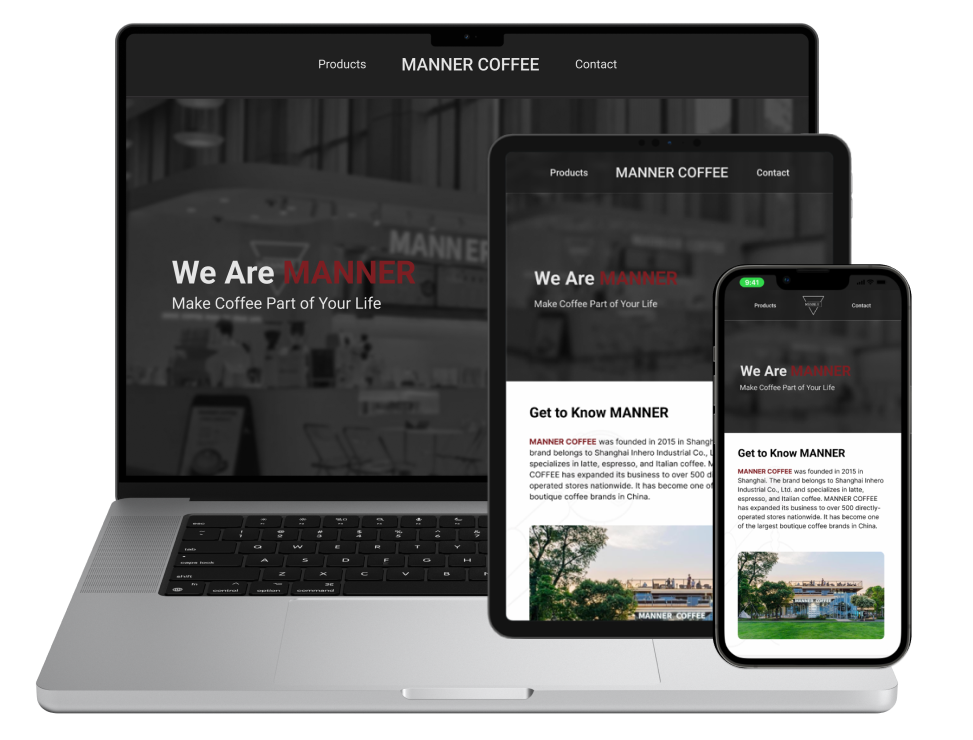 Products MANNER COFFEE Contact
MANNER
We Are MANNER
Make Coffee Part of Your Life
esc
tab
Q W E R T Y
caps lock A S D F G H
shift Z X C V B
fn control option command
Products MANNER COFFEE Contact
We Are MANNER
Make Coffee Part of Your Life
Get to Know MANNER
MANNER COFFEE was founded in 2015 in Shangh
brand belongs to Shanghai Inhero Industrial Co., L
specializes in latte, espresso, and Italian coffee. M
COFFEE has expanded its business to over 500 d
operated stores nationwide. It has become one of
boutique coffee brands in China.
MANNER COFFEE
9:41
Products Contact
We Are MANNER
Make Coffee Part of Your Life
Get to Know MANNER
MANNER COFFEE was founded in 2015 in
Shanghai. The brand belongs to Shanghai Inhero
Industrial Co., Ltd. and specializes in latte,
espresso, and Italian coffee. MANNER COFFEE
has expanded its business to over 500 directly-
operated stores nationwide. It has become one
of the largest boutique coffee brands in China.
MANNER COFFEE